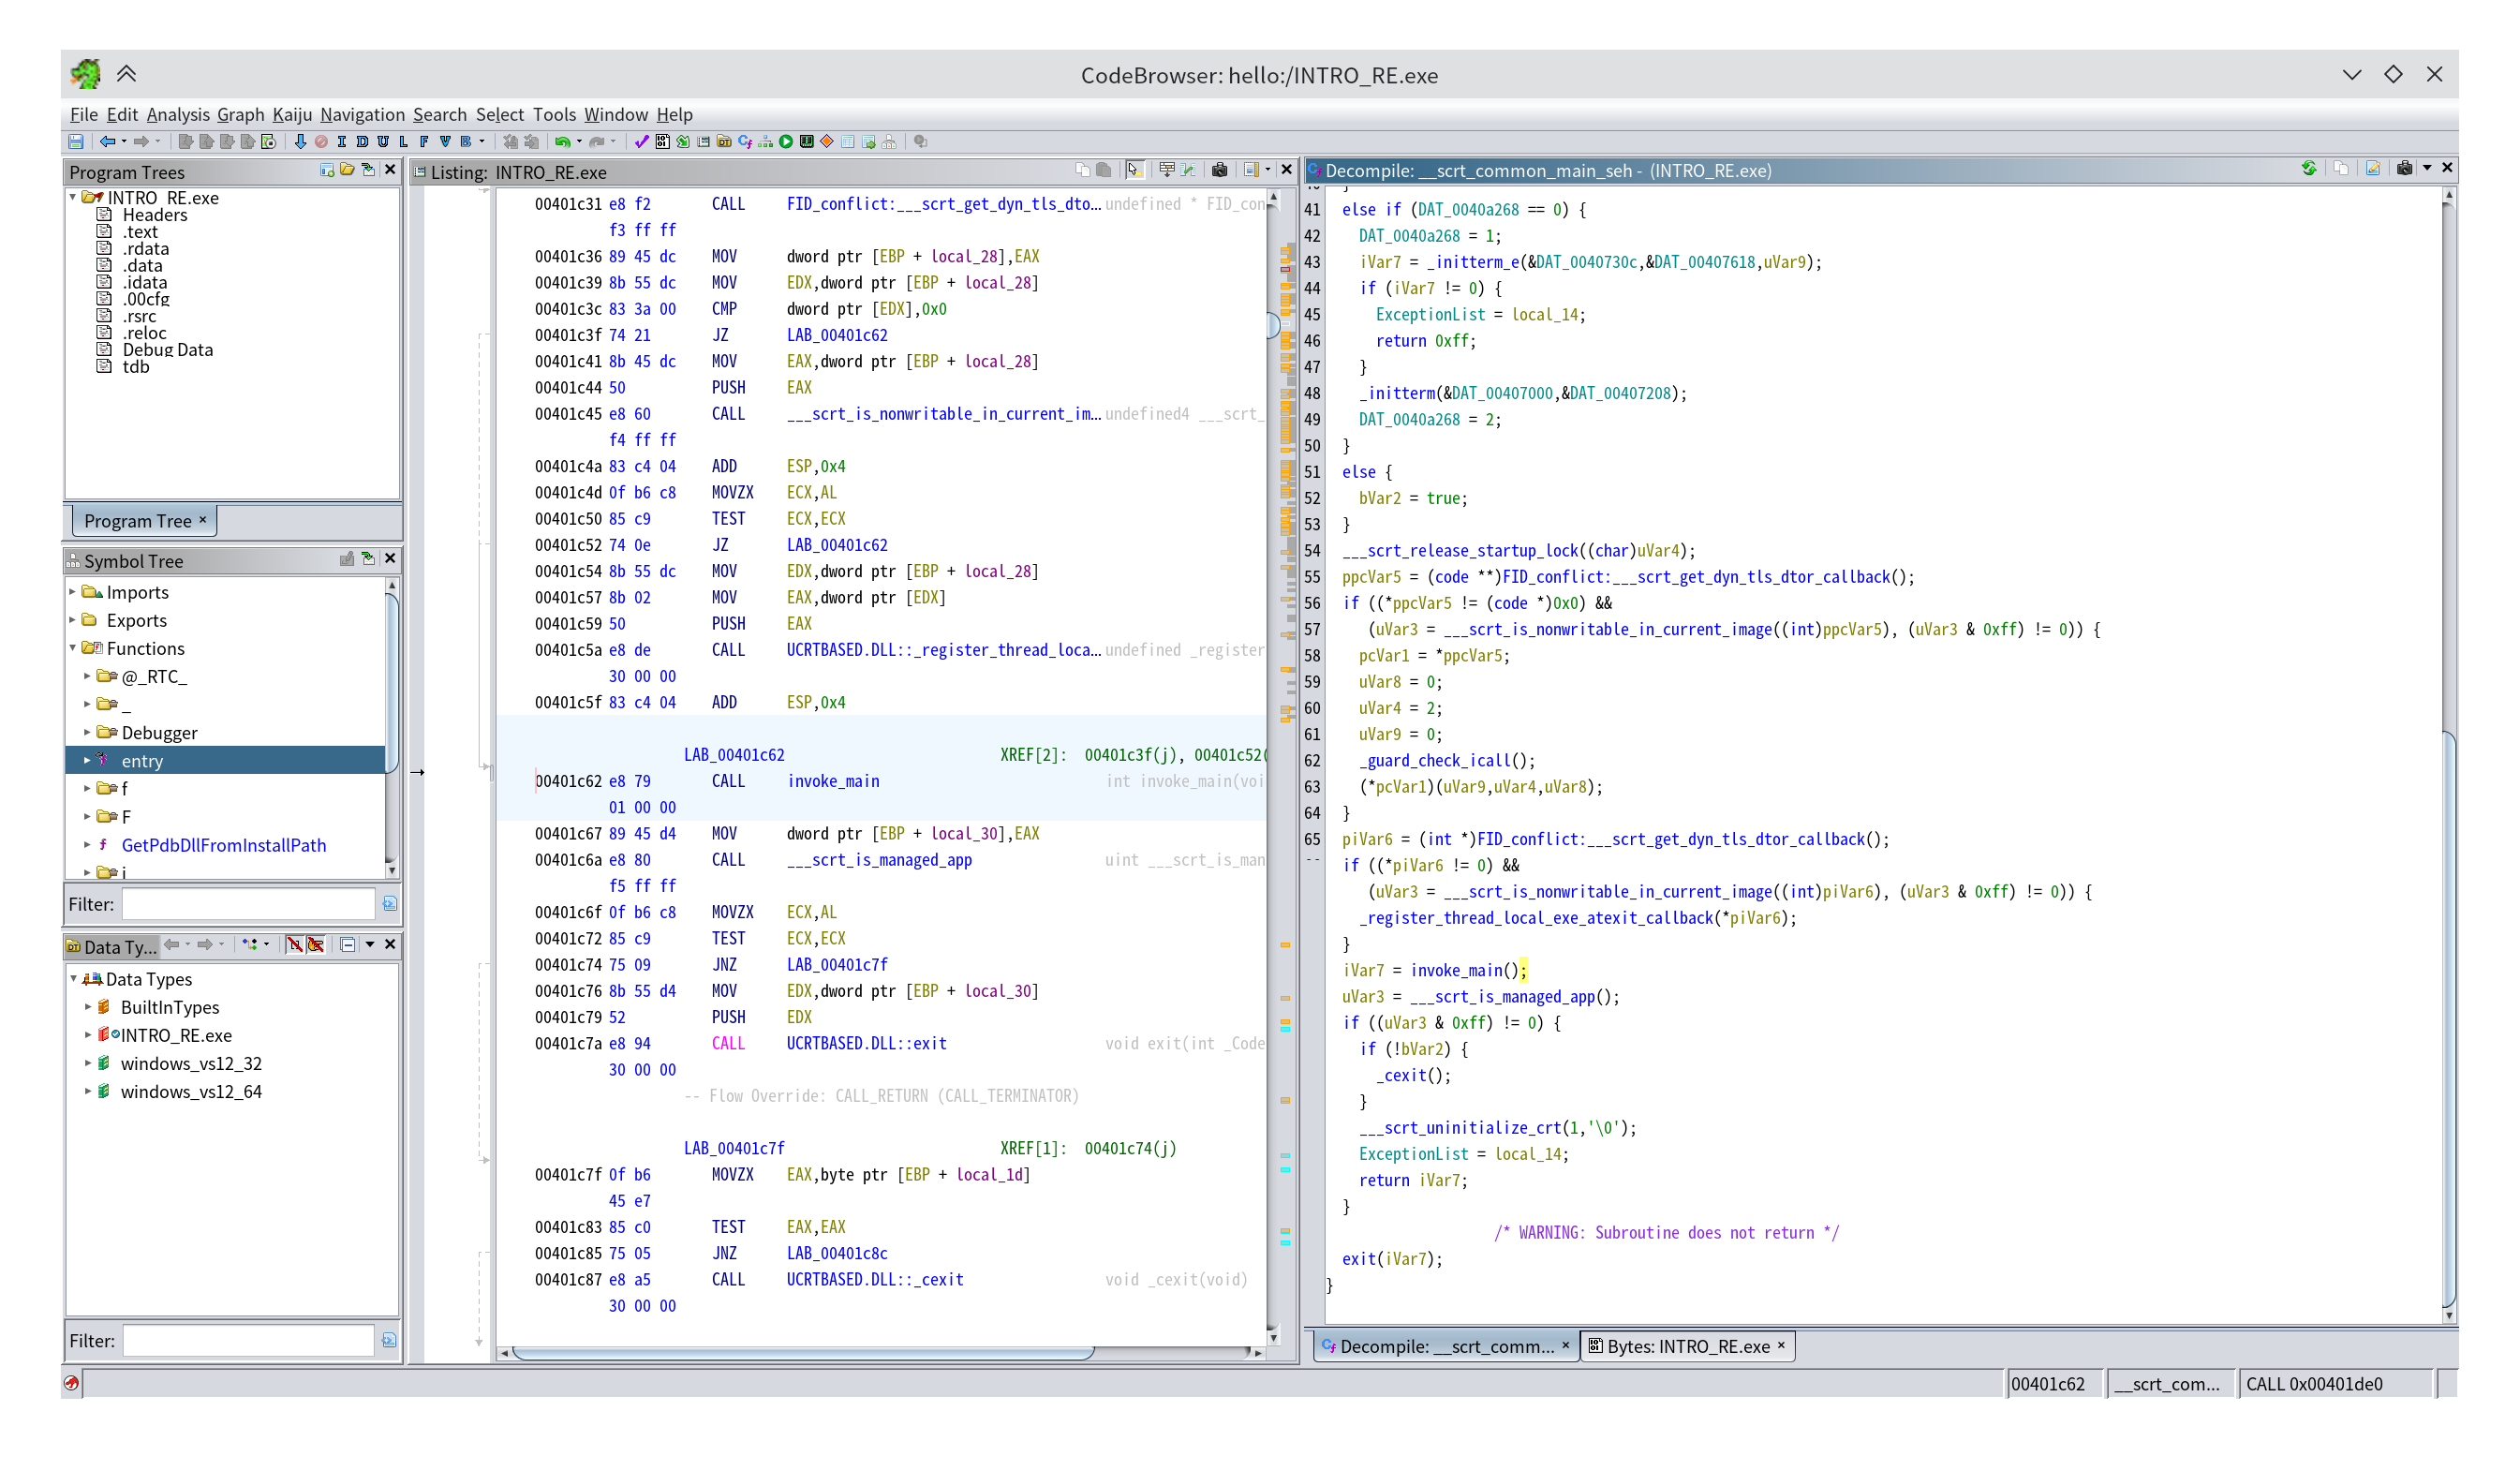 CodeBrowser: hello:/INTRO_RE.exe
File Edit Analysis Graph Kaiju Navigation Search Select Tools Window Help
I D U L F V B
Program Trees
INTRO_RE.exe
Headers
.text
.rdata
.data
.idata
.00cfg
.rsrc
.reloc
Debug Data
tdb
Program Tree ×
Symbol Tree
Imports
Exports
Functions
@_RTC_
_
Debugger
entry
f
F
GetPdbDllFromInstallPath
i
Filter:
Data Ty...
Data Types
BuiltInTypes
INTRO_RE.exe
windows_vs12_32
windows_vs12_64
Filter:
Listing: INTRO_RE.exe
00401c31 e8 f2 CALL FID_conflict:___scrt_get_dyn_tls_dto... undefined * FID_con
f3 ff ff
00401c36 89 45 dc MOV dword ptr [EBP + local_28],EAX
00401c39 8b 55 dc MOV EDX,dword ptr [EBP + local_28]
00401c3c 83 3a 00 CMP dword ptr [EDX],0x0
00401c3f 74 21 JZ LAB_00401c62
00401c41 8b 45 dc MOV EAX,dword ptr [EBP + local_28]
00401c44 50 PUSH EAX
00401c45 e8 60 CALL ___scrt_is_nonwritable_in_current_im... undefined4 ___scrt_
f4 ff ff
00401c4a 83 c4 04 ADD ESP,0x4
00401c4d 0f b6 c8 MOVZX ECX,AL
00401c50 85 c9 TEST ECX,ECX
00401c52 74 0e JZ LAB_00401c62
00401c54 8b 55 dc MOV EDX,dword ptr [EBP + local_28]
00401c57 8b 02 MOV EAX,dword ptr [EDX]
00401c59 50 PUSH EAX
00401c5a e8 de CALL UCRTBASED.DLL::_register_thread_loca... undefined _register
30 00 00
00401c5f 83 c4 04 ADD ESP,0x4
LAB_00401c62 XREF[2]: 00401c3f(j), 00401c52(
00401c62 e8 79 CALL invoke_main int invoke_main(voi
01 00 00
00401c67 89 45 d4 MOV dword ptr [EBP + local_30],EAX
00401c6a e8 80 CALL ___scrt_is_managed_app uint ___scrt_is_man
f5 ff ff
00401c6f 0f b6 c8 MOVZX ECX,AL
00401c72 85 c9 TEST ECX,ECX
00401c74 75 09 JNZ LAB_00401c7f
00401c76 8b 55 d4 MOV EDX,dword ptr [EBP + local_30]
00401c79 52 PUSH EDX
00401c7a e8 94 CALL UCRTBASED.DLL::exit void exit(int _Code
30 00 00
-- Flow Override: CALL_RETURN (CALL_TERMINATOR)
LAB_00401c7f XREF[1]: 00401c74(j)
00401c7f 0f b6 MOVZX EAX,byte ptr [EBP + local_1d]
45 e7
00401c83 85 c0 TEST EAX,EAX
00401c85 75 05 JNZ LAB_00401c8c
00401c87 e8 a5 CALL UCRTBASED.DLL::_cexit void _cexit(void)
30 00 00
Decompile: __scrt_common_main_seh - (INTRO_RE.exe)
41 else if (DAT_0040a268 == 0) {
42 DAT_0040a268 = 1;
43 iVar7 = _initterm_e(&DAT_0040730c,&DAT_00407618,uVar9);
44 if (iVar7 != 0) {
45 ExceptionList = local_14;
46 return 0xff;
47 }
48 _initterm(&DAT_00407000,&DAT_00407208);
49 DAT_0040a268 = 2;
50 }
51 else {
52 bVar2 = true;
53 }
54 ___scrt_release_startup_lock((char)uVar4);
55 ppcVar5 = (code **)FID_conflict:___scrt_get_dyn_tls_dtor_callback();
56 if ((*ppcVar5 != (code *)0x0) &&
57 (uVar3 = ___scrt_is_nonwritable_in_current_image((int)ppcVar5), (uVar3 & 0xff) != 0)) {
58 pcVar1 = *ppcVar5;
59 uVar8 = 0;
60 uVar4 = 2;
61 uVar9 = 0;
62 _guard_check_icall();
63 (*pcVar1)(uVar9,uVar4,uVar8);
64 }
65 piVar6 = (int *)FID_conflict:___scrt_get_dyn_tls_dtor_callback();
if ((*piVar6 != 0) &&
(uVar3 = ___scrt_is_nonwritable_in_current_image((int)piVar6), (uVar3 & 0xff) != 0)) {
_register_thread_local_exe_atexit_callback(*piVar6);
}
iVar7 = invoke_main();
uVar3 = ___scrt_is_managed_app();
if ((uVar3 & 0xff) != 0) {
if (!bVar2) {
_cexit();
}
___scrt_uninitialize_crt(1,'\0');
ExceptionList = local_14;
return iVar7;
}
/* WARNING: Subroutine does not return */
exit(iVar7);
}
Decompile: __scrt_comm... × Bytes: INTRO_RE.exe ×
00401c62 __scrt_com... CALL 0x00401de0